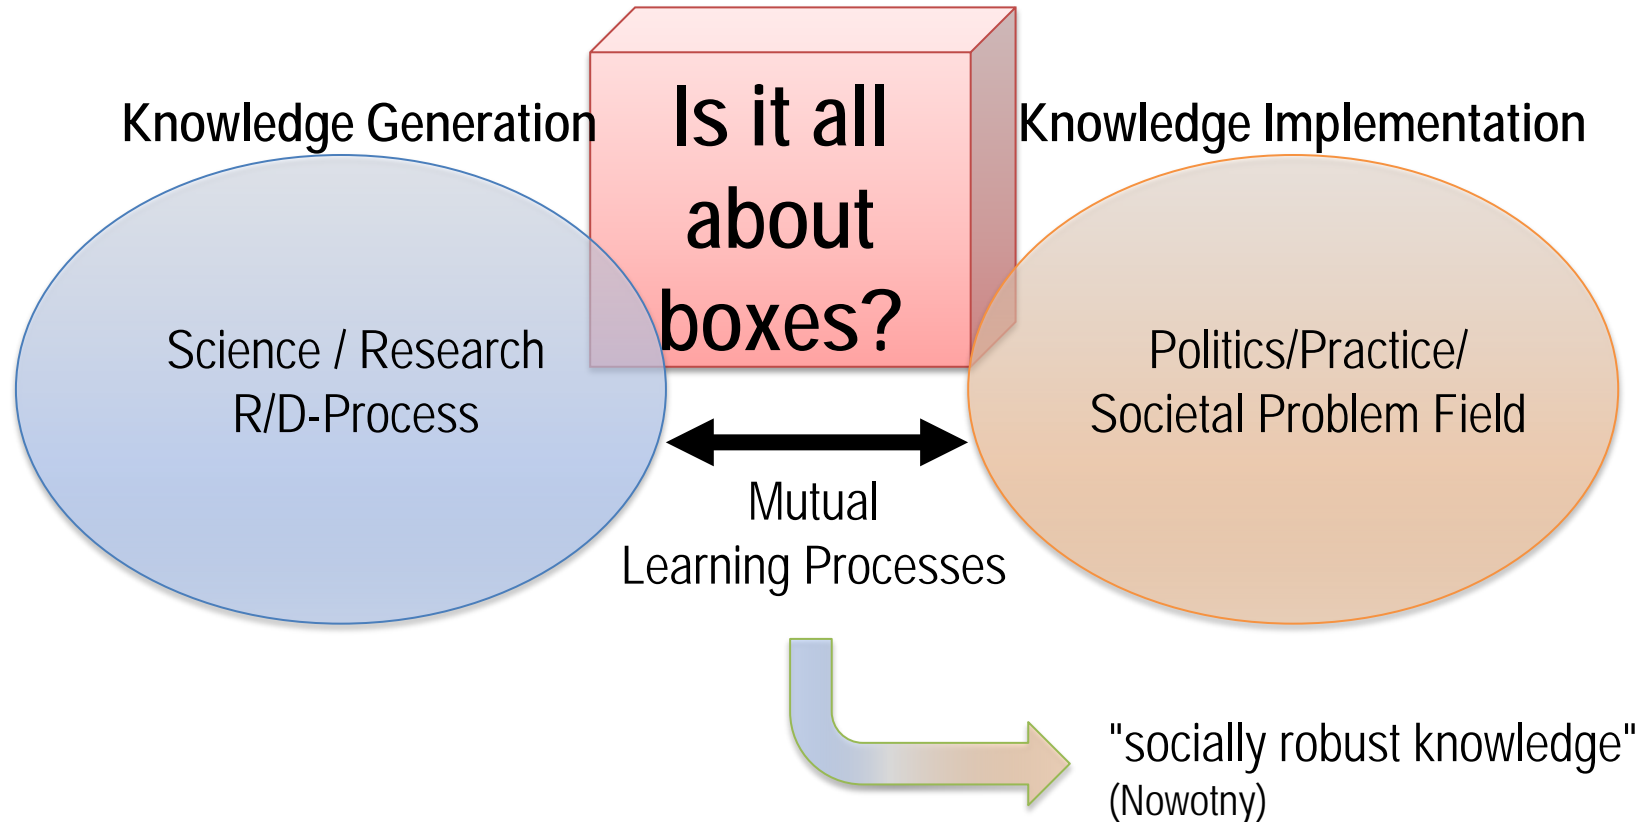 Knowledge Generation
Is it all
about
boxes?
Knowledge Implementation
Science / Research
R/D-Process
Politics/Practice/
Societal Problem Field
Mutual
Learning Processes
"socially robust knowledge"
(Nowotny)